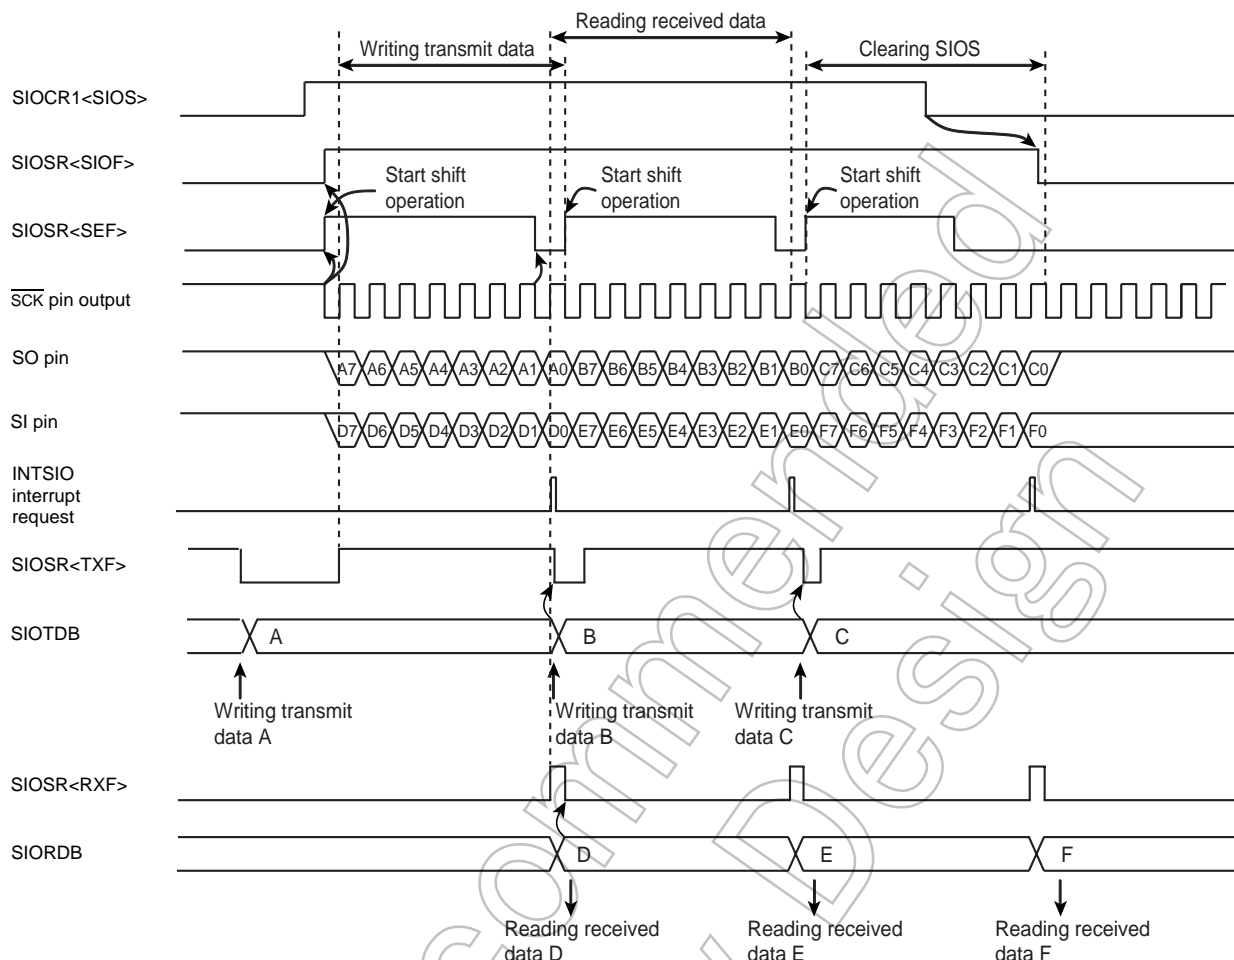 Reading received data
Writing transmit data
Clearing SIOS
SIOCR1<SIOS>
SIOSR<SIOF>
Start shift
operation
Start shift
operation
Start shift
operation
SIOSR<SEF>
SCK pin output
SO pin
A7 A6 A5 A4 A3 A2 A1 A0 B7 B6 B5 B4 B3 B2 B1 B0 C7 C6 C5 C4 C3 C2 C1 C0
SI pin
D7 D6 D5 D4 D3 D2 D1 D0 E7 E6 E5 E4 E3 E2 E1 E0 F7 F6 F5 F4 F3 F2 F1 F0
INTSIO
interrupt
request
SIOSR<TXF>
SIOTDB
A B C
Writing transmit
data A
Writing transmit
data B
Writing transmit
data C
SIOSR<RXF>
SIORDB
D E F
Reading received
data D
Reading received
data E
Reading received
data F
commended
Design